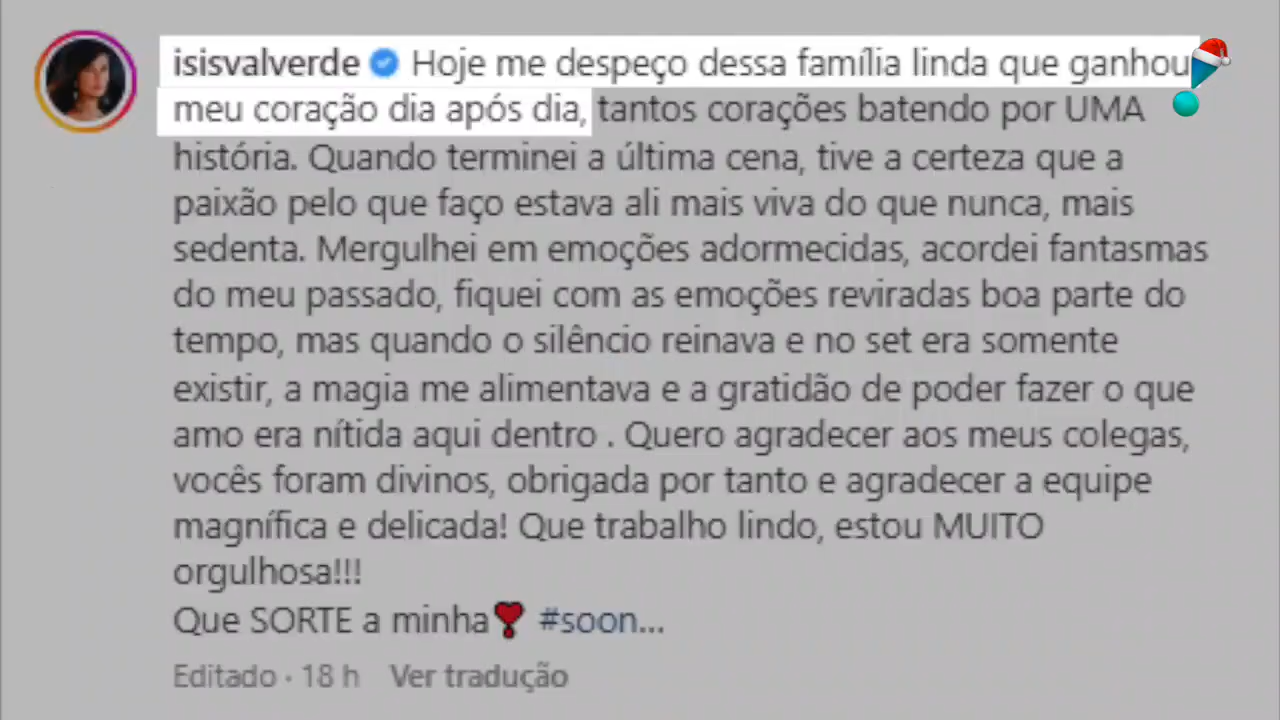 isisvalverde Hoje me despeço dessa família linda que ganhou
meu coração dia após dia, tantos corações batendo por UMA
história. Quando terminei a última cena, tive a certeza que a
paixão pelo que faço estava ali mais viva do que nunca, mais
sedenta. Mergulhei em emoções adormecidas, acordei fantasmas
do meu passado, fiquei com as emoções reviradas boa parte do
tempo, mas quando o silêncio reinava e no set era somente
existir, a magia me alimentava e a gratidão de poder fazer o que
amo era nítida aqui dentro . Quero agradecer aos meus colegas,
vocês foram divinos, obrigada por tanto e agradecer a equipe
magnífica e delicada! Que trabalho lindo, estou MUITO
orgulhosa!!!
Que SORTE a minha❣ #soon...
Editado · 18 h Ver tradução